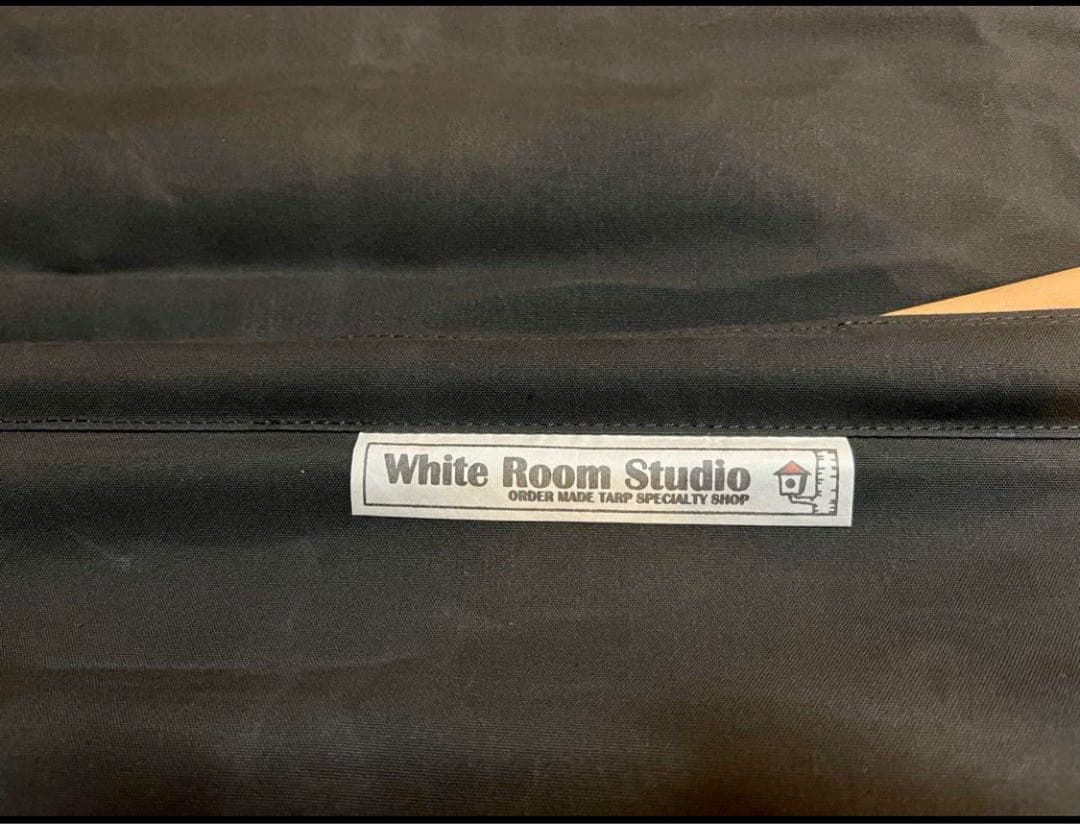 White Room Studio
ORDER MADE TARP SPECIALTY SHOP